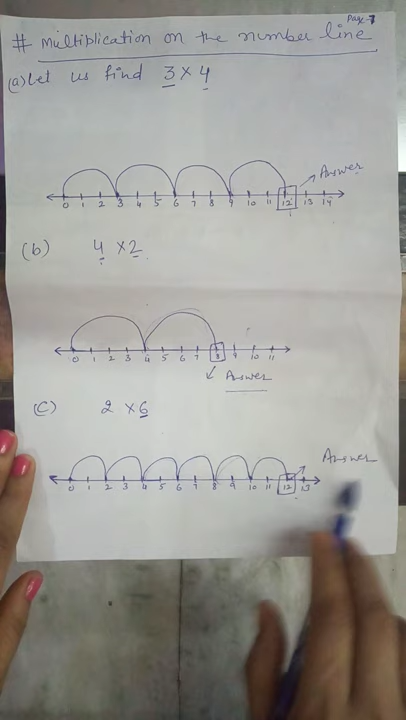 Page-7
# Multiplication on the number line
(a) Let us find 3 × 4
Answer
0 1 2 3 4 5 6 7 8 9 10 11 12 13 14
(b) 4 × 2
0 1 2 3 4 5 6 7 8 9 10 11
Answer
(C) 2 × 6
Answer
0 1 2 3 4 5 6 7 8 9 10 11 12 13